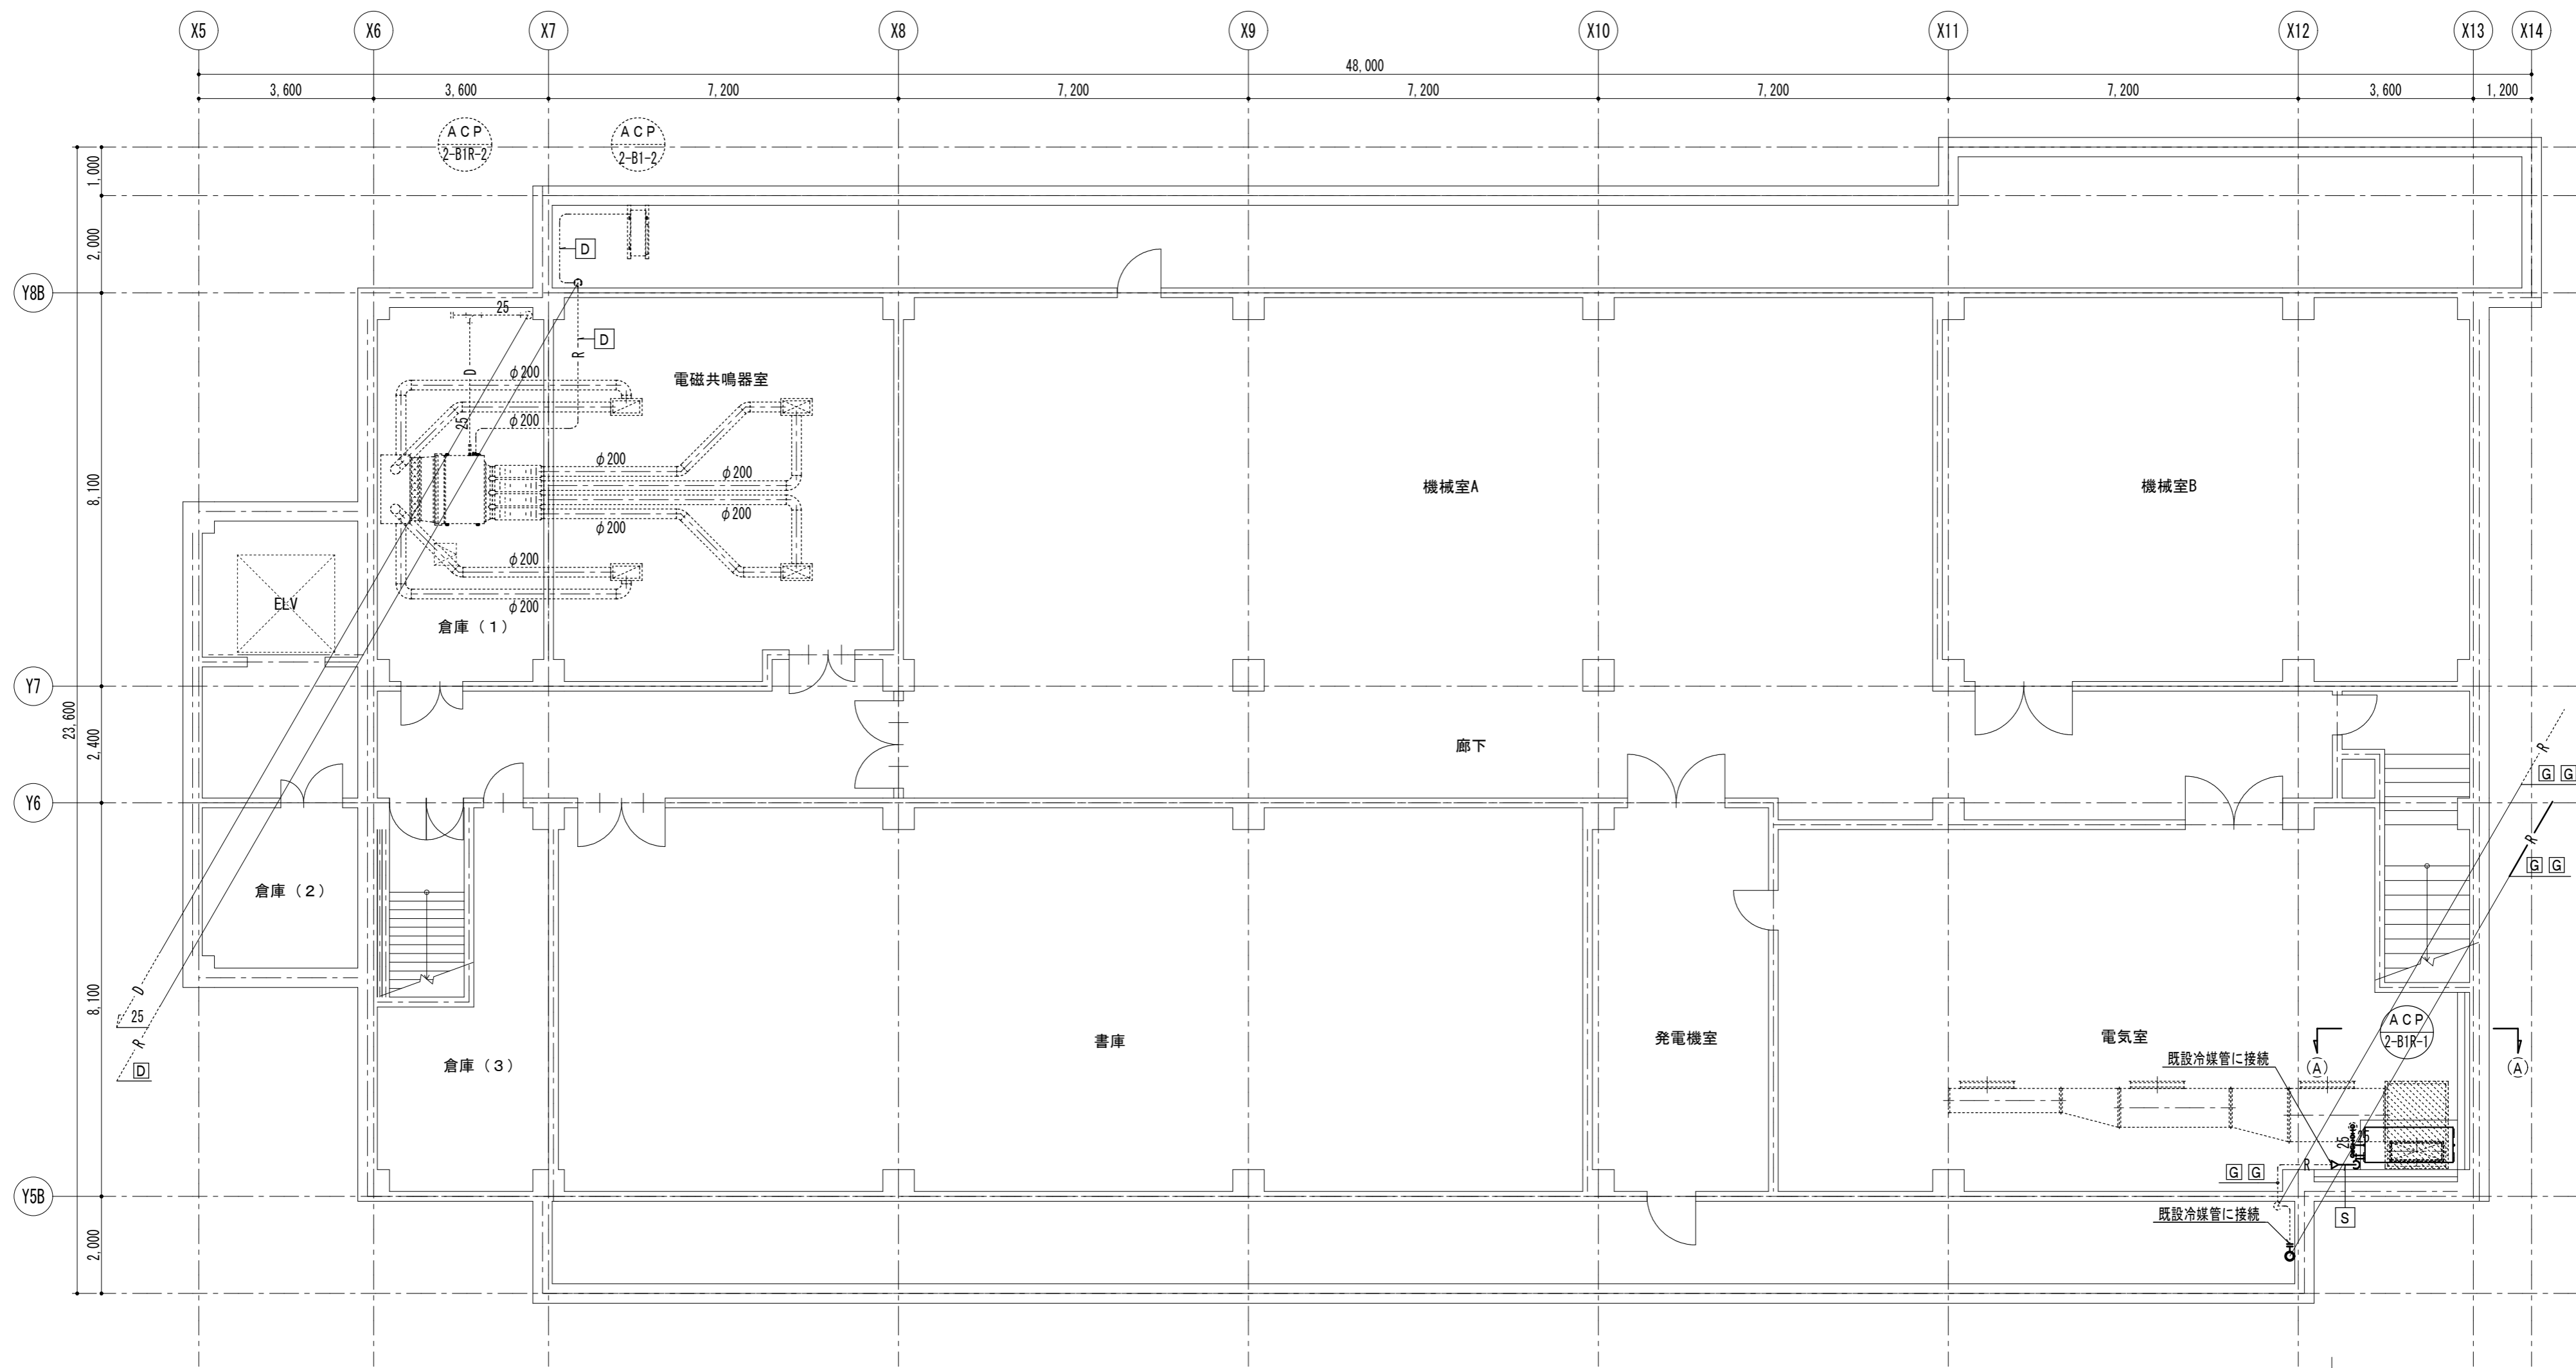 X5 X6 X7 X8 X9 X10 X11 X12 X13 X14
48,000
3,600 3,600 7,200 7,200 7,200 7,200 7,200 3,600 1,200
ACP
2-B1R-2
ACP
2-B1-2
1,000
2,000
D
Y8B
25
D
R
D
φ200
電磁共鳴器室
25
φ200
φ200
φ200
8,100
機械室A
機械室B
φ200
φ200
φ200
ELV
φ200
倉庫（1）
Y7
23,600
2,400
廊下
R
G G
Y6
R
G G
倉庫（2）
8,100
D
25
R
D
倉庫（3）
書庫
発電機室
電気室
ACP
2-B1R-1
既設冷媒管に接続
A
A
25
25
R
G G
Y5B
既設冷媒管に接続
S
2,000